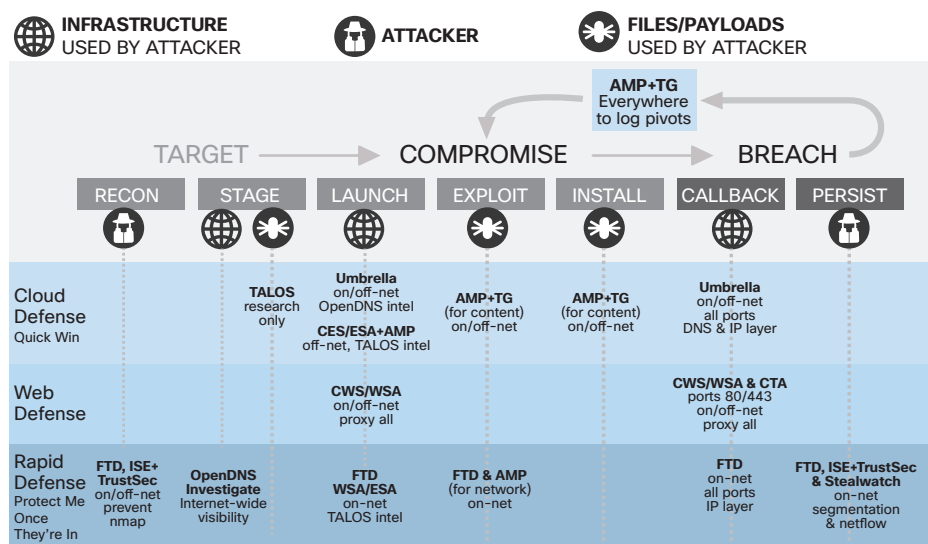 INFRASTRUCTURE
USED BY ATTACKER
ATTACKER
FILES/PAYLOADS
USED BY ATTACKER
AMP+TG
Everywhere
to log pivots
TARGET
COMPROMISE
BREACH
RECON
STAGE
LAUNCH
EXPLOIT
INSTALL
CALLBACK
PERSIST
Cloud
Defense
Quick Win
TALOS
research
only
Umbrella
on/off-net
OpenDNS intel
CES/ESA+AMP
off-net, TALOS intel
AMP+TG
(for content)
on/off-net
AMP+TG
(for content)
on/off-net
Umbrella
on/off-net
all ports
DNS & IP layer
Web
Defense
CWS/WSA
on/off-net
proxy all
CWS/WSA & CTA
ports 80/443
on/off-net
proxy all
Rapid
Defense
Protect Me
Once
They're In
FTD, ISE+
TrustSec
on/off-net
prevent
nmap
OpenDNS
Investigate
Internet-wide
visibility
FTD
WSA/ESA
on-net
TALOS intel
FTD & AMP
(for network)
on-net
FTD
on-net
all ports
IP layer
FTD, ISE+TrustSec
& Stealwatch
on-net
segmentation
& netflow